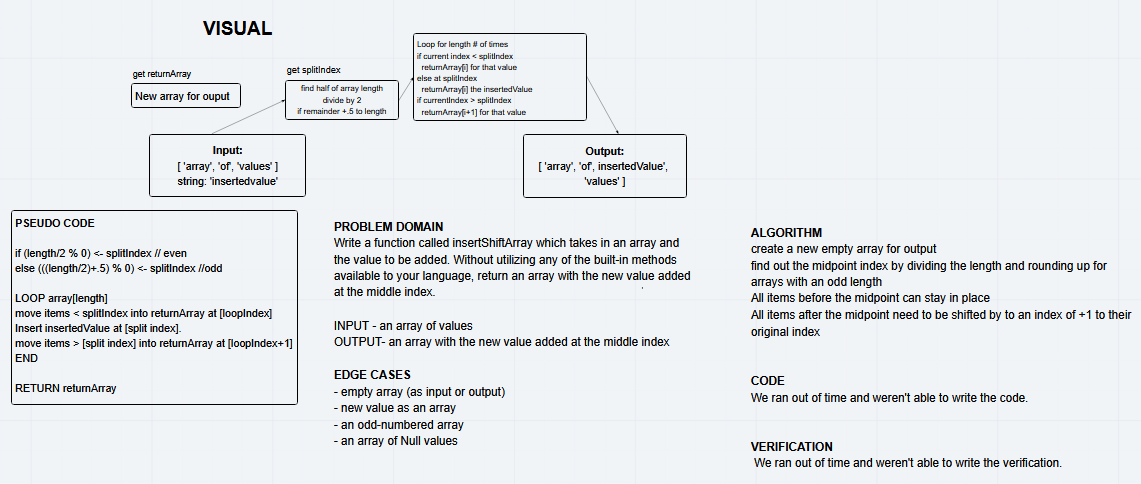 VISUAL
get returnArray
New array for ouput
get splitIndex
find half of array length
divide by 2
if remainder +.5 to length
Loop for length # of times
if current index < splitIndex
returnArray[i] for that value
else at splitIndex
returnArray[i] the insertedValue
if currentIndex > splitIndex
returnArray[i+1] for that value
Input:
[ 'array', 'of', 'values' ]
string: 'insertedvalue'
Output:
[ 'array', 'of', insertedValue',
'values' ]
PSEUDO CODE
if (length/2 % 0) <- splitIndex // even
else (((length/2)+.5) % 0) <- splitIndex //odd
LOOP array[length]
move items < splitIndex into returnArray at [loopIndex]
Insert insertedValue at [split index].
move items > [split index] into returnArray at [loopIndex+1]
END
RETURN returnArray
PROBLEM DOMAIN
Write a function called insertShiftArray which takes in an array and
the value to be added. Without utilizing any of the built-in methods
available to your language, return an array with the new value added
at the middle index.
INPUT - an array of values
OUTPUT- an array with the new value added at the middle index
EDGE CASES
- empty array (as input or output)
- new value as an array
- an odd-numbered array
- an array of Null values
ALGORITHM
create a new empty array for output
find out the midpoint index by dividing the length and rounding up for
arrays with an odd length
All items before the midpoint can stay in place
All items after the midpoint need to be shifted by to an index of +1 to their
original index
CODE
We ran out of time and weren't able to write the code.
VERIFICATION
We ran out of time and weren't able to write the verification.